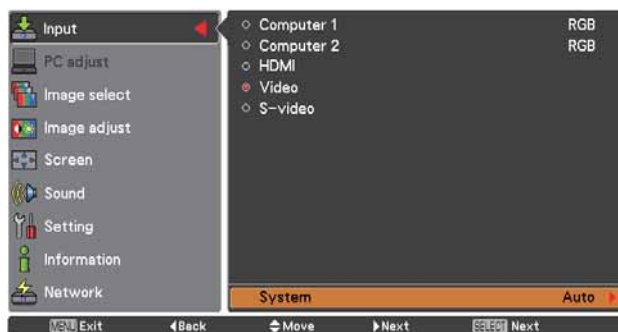 Input
PC adjust
Image select
Image adjust
Screen
Sound
Setting
Information
Network
Computer 1 RGB
Computer 2 RGB
HDMI
Video
S-video
System Auto
MENU Exit Back Move Next SELECT Next